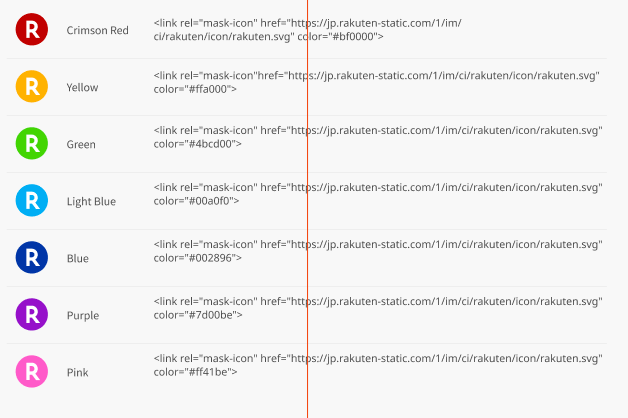 R
Crimson Red
<link rel="mask-icon" href="https://jp.rakuten-static.com/1/im/
ci/rakuten/icon/rakuten.svg" color="#bf0000">
R
Yellow
<link rel="mask-icon"href="https://jp.rakuten-static.com/1/im/ci/rakuten/icon/rakuten.svg"
color="#ffa000">
R
Green
<link rel="mask-icon" href="https://jp.rakuten-static.com/1/im/ci/rakuten/icon/rakuten.svg"
color="#4bcd00">
R
Light Blue
<link rel="mask-icon" href="https://jp.rakuten-static.com/1/im/ci/rakuten/icon/rakuten.svg"
color="#00a0f0">
R
Blue
<link rel="mask-icon" href="https://jp.rakuten-static.com/1/im/ci/rakuten/icon/rakuten.svg"
color="#002896">
R
Purple
<link rel="mask-icon" href="https://jp.rakuten-static.com/1/im/ci/rakuten/icon/rakuten.svg"
color="#7d00be">
R
Pink
<link rel="mask-icon" href="https://jp.rakuten-static.com/1/im/ci/rakuten/icon/rakuten.svg"
color="#ff41be">